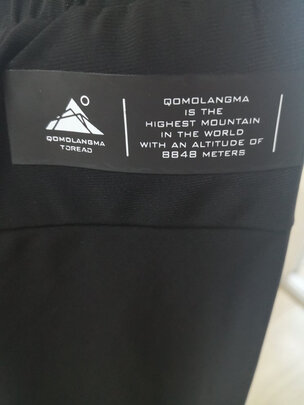 QOMOLANGMA
TOREAD
QOMOLANGMA
IS THE
HIGHEST MOUNTAIN
IN THE WORLD
WITH AN ALTITUDE OF
8848 METERS